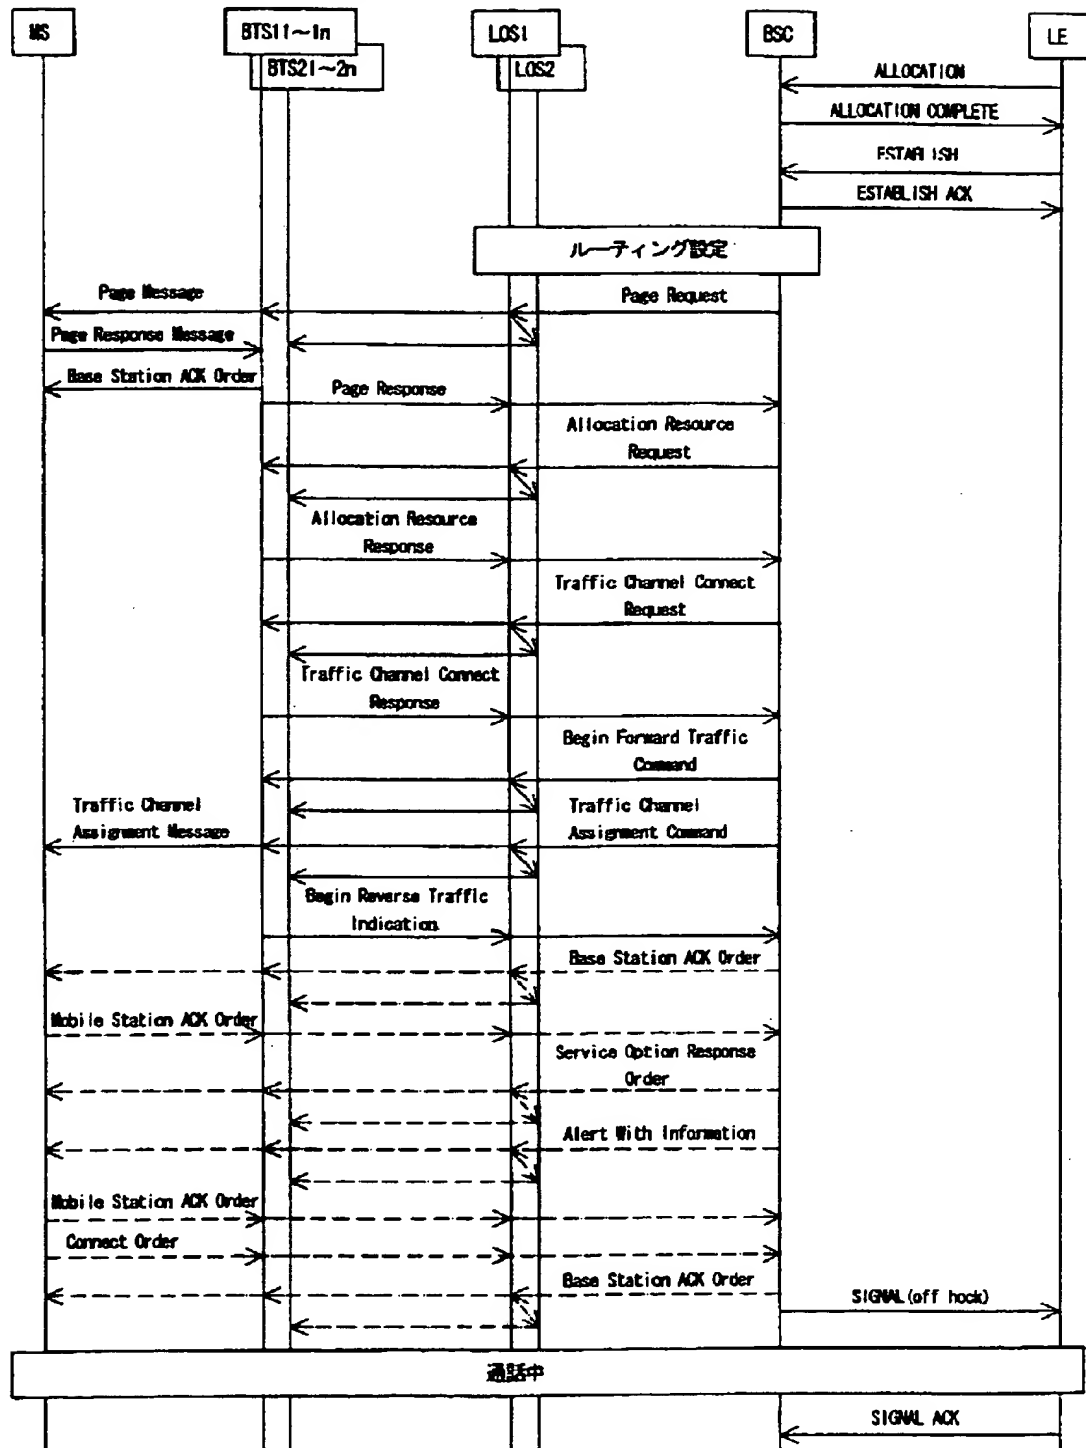 MS
BTS11~1n
BTS21~2n
LOS1
LOS2
BSC
LE
ALLOCATION
ALLOCATION COMPLETE
ESTABLISH
ESTABLISH ACK
ルーティング設定
Page Message
Page Request
Page Response Message
Base Station ACK Order
Page Response
Allocation Resource
Request
Allocation Resource
Response
Traffic Channel Connect
Request
Traffic Channel Connect
Response
Begin Forward Traffic
Command
Traffic Channel
Assignment Message
Traffic Channel
Assignment Command
Begin Reverse Traffic
Indication
Base Station ACK Order
Mobile Station ACK Order
Service Option Response
Order
Alert With Information
Mobile Station ACK Order
Connect Order
Base Station ACK Order
SIGNAL(off hock)
通話中
SIGNAL ACK